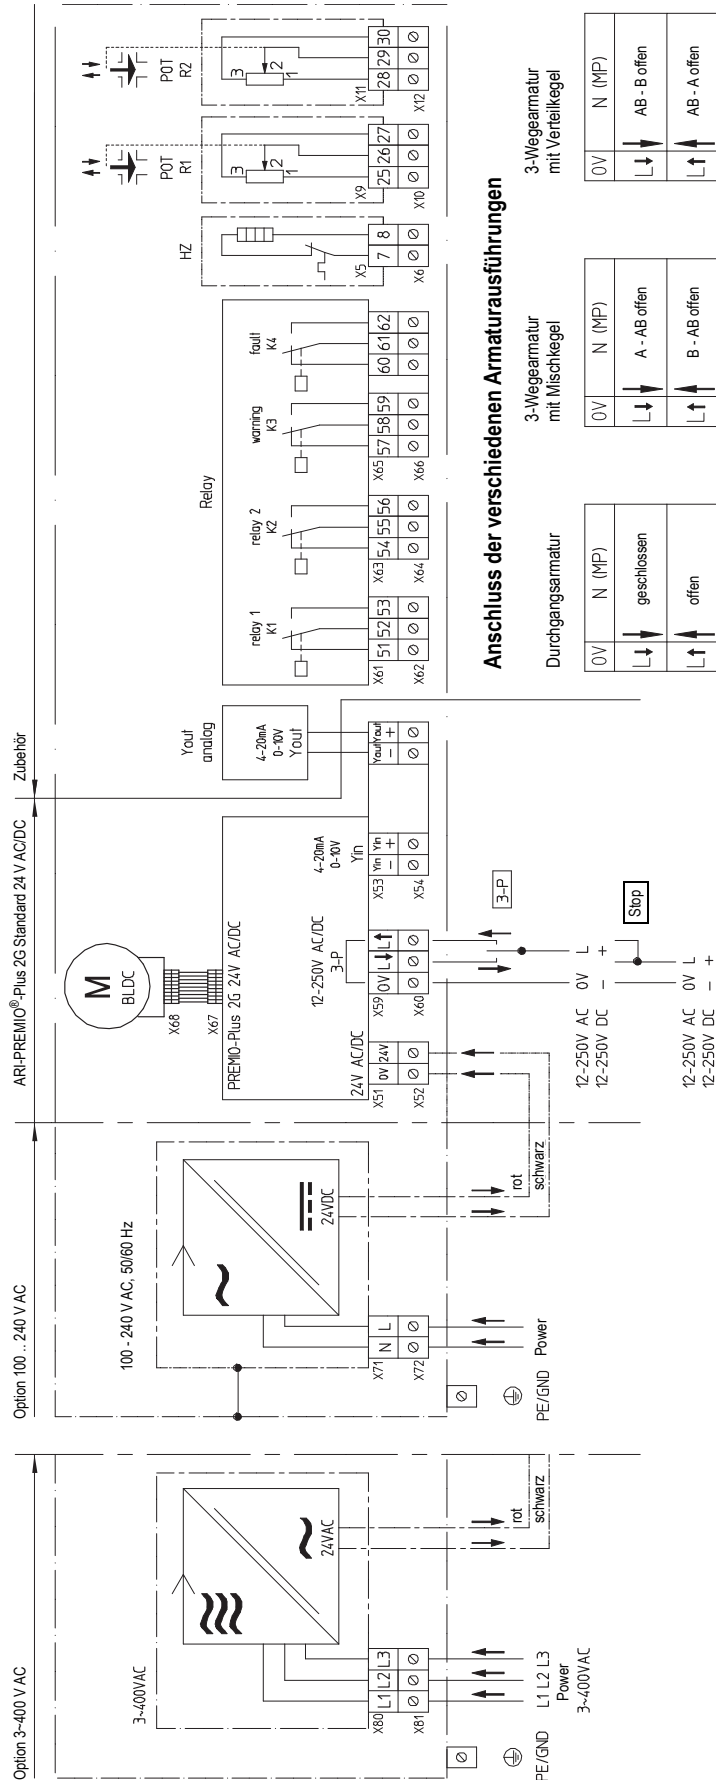 Option 3~400 V AC
Option 100 .. 240 V AC
ARI-PREMIO®-Plus 2G Standard 24 V AC/DC
Zubehör
3~400VAC
24VAC
X80
L1 L2 L3
X81
PE/GND
L1 L2 L3
Power
3~400VAC
rot
schwarz
100 - 240 V AC, 50/60 Hz
24VDC
X71
N L
X72
PE/GND
Power
rot
schwarz
M
BLDC
X68
X67
PREMIO-Plus 2G 24V AC/DC
24V AC/DC
X51
0V 24V
X52
12-250V AC/DC
3-P
X59
0V L L
X60
4-20mA
0-10V
Yin
X53
Yin Yin
− +
X54
3-P
12-250V AC 0V L
12-250V DC − +
Stop
12-250V AC 0V L
12-250V DC − +
Yout
analog
4-20mA
0-10V
Yout
Yout Yout
− +
Relay
relay 1
K1
X61
51 52 53
X62
relay 2
K2
X63
54 55 56
X64
warning
K3
X65
57 58 59
X66
fault
K4
60 61 62
HZ
X5
7 8
X6
POT
R1
3
2
1
X9
25 26 27
X10
POT
R2
3
2
1
X11
28 29 30
X12
Anschluss der verschiedenen Armaturausführungen
Durchgangsarmatur
0V N (MP)
L geschlossen
L offen
3-Wegearmatur
mit Mischkegel
0V N (MP)
L A - AB offen
L B - AB offen
3-Wegearmatur
mit Verteilkegel
0V N (MP)
L AB - B offen
L AB - A offen